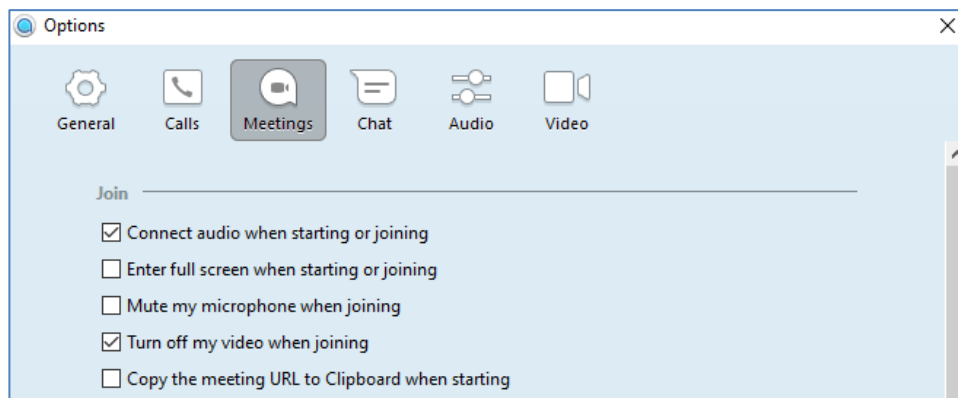 Options
General Calls Meetings Chat Audio Video
Join
Connect audio when starting or joining
Enter full screen when starting or joining
Mute my microphone when joining
Turn off my video when joining
Copy the meeting URL to Clipboard when starting